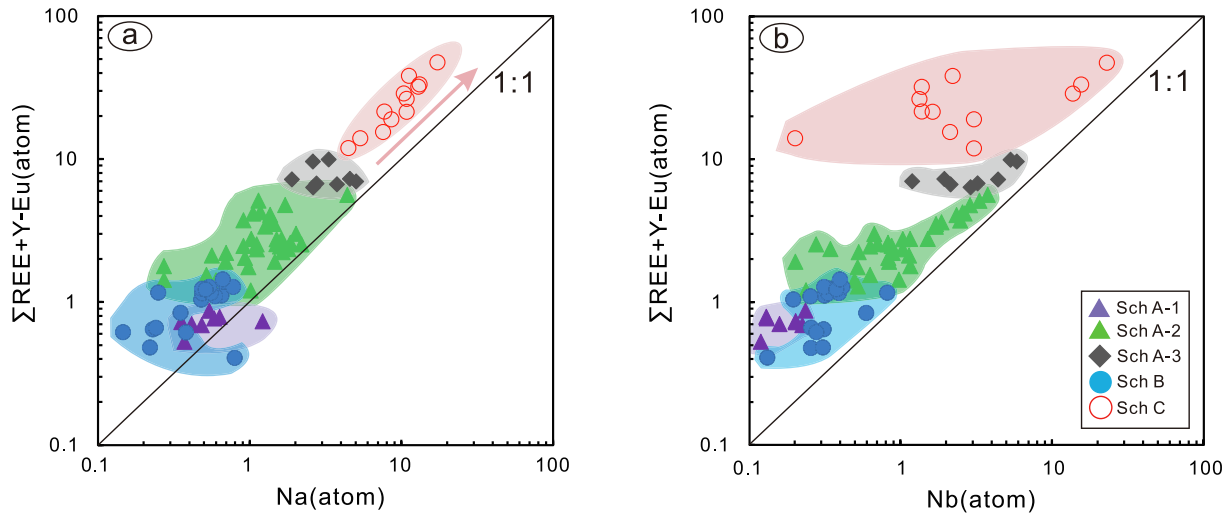 a
100
10
1
0.1
∑REE+Y-Eu(atom)
1:1
0.1
1
10
100
Na(atom)
b
100
10
1
0.1
∑REE+Y-Eu(atom)
1:1
Sch A-1
Sch A-2
Sch A-3
Sch B
Sch C
0.1
1
10
100
Nb(atom)